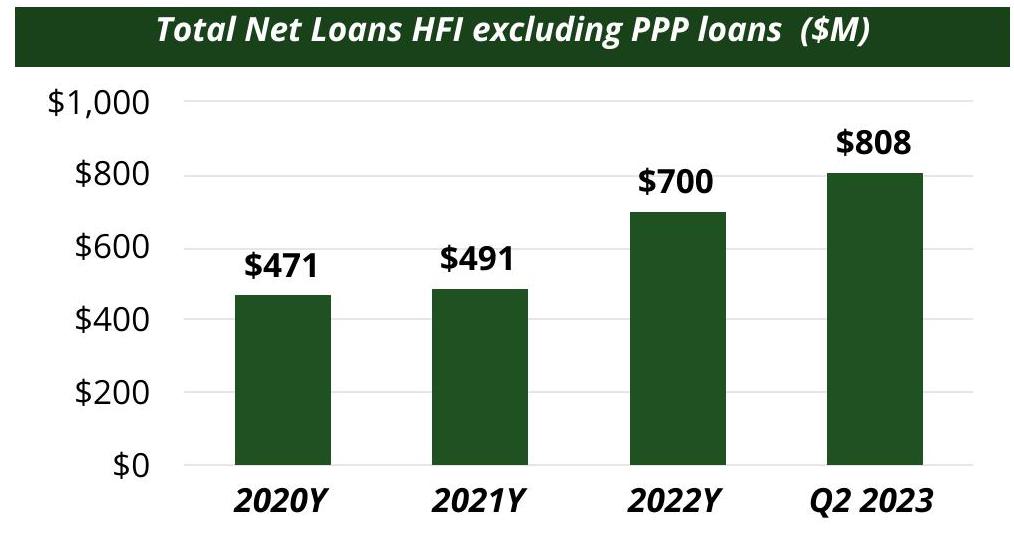 Total Net Loans HFI excluding PPP loans ($M)
$1,000
$800
$600
$400
$200
$0
$471
$491
$700
$808
2020Y
2021Y
2022Y
Q2 2023